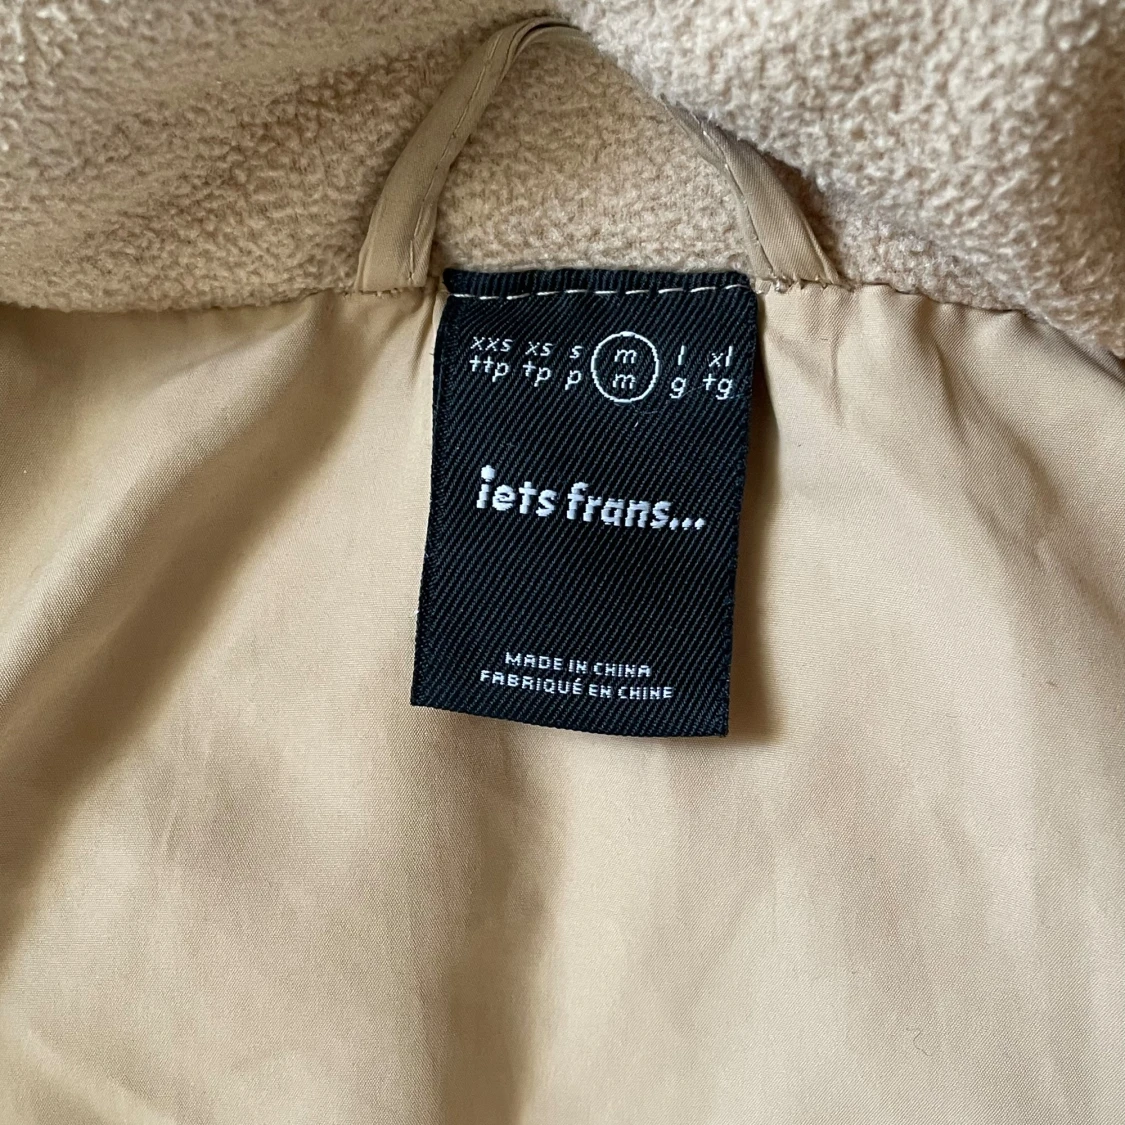 xxs xs s m l xl
ttp tp p m g tg
iets frans...
MADE IN CHINA
FABRIQUÉ EN CHINE